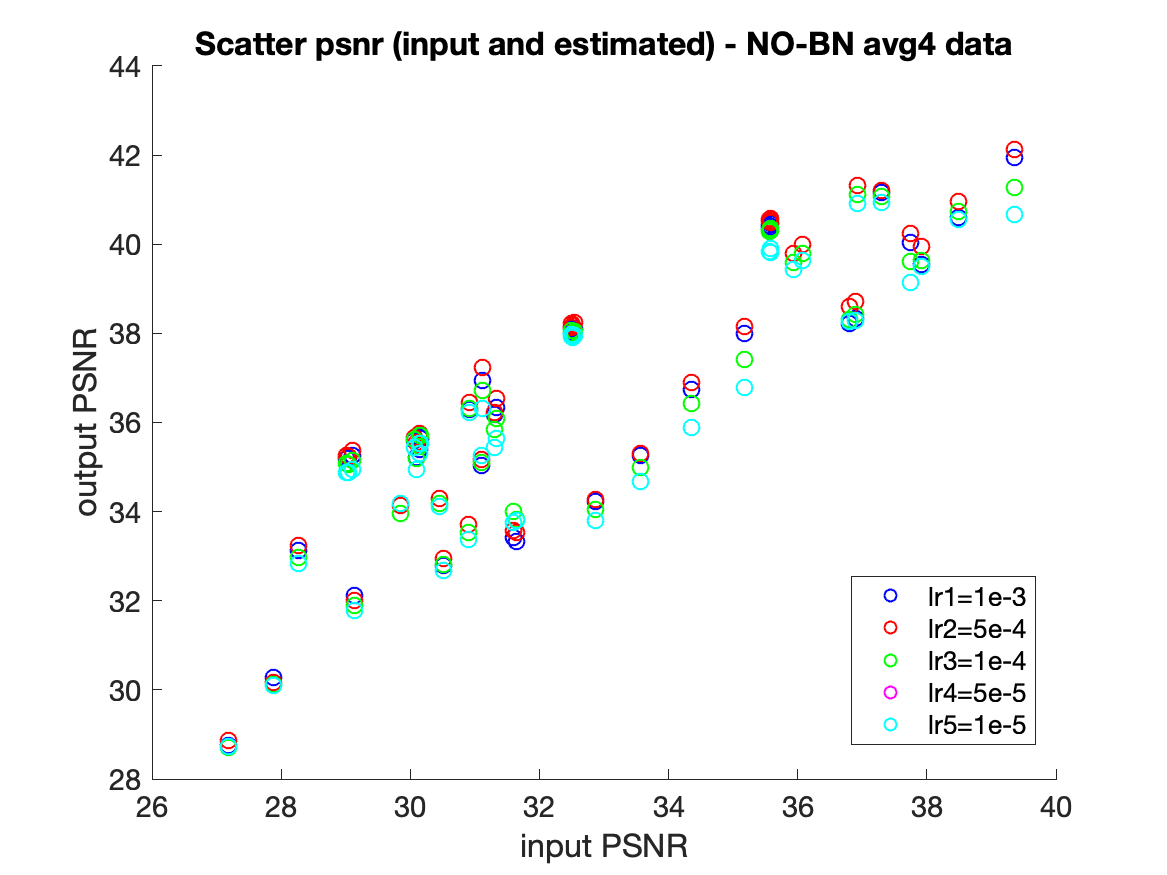 Scatter psnr (input and estimated) - NO-BN avg4 data
44
42
40
38
36
34
32
30
28
output PSNR
26 28 30 32 34 36 38 40
input PSNR
lr1=1e-3
lr2=5e-4
lr3=1e-4
lr4=5e-5
lr5=1e-5